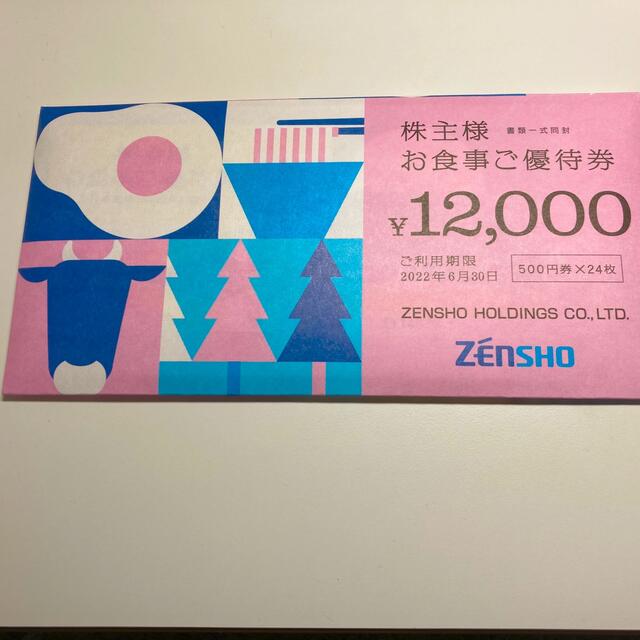 株主様 書類一式同封
お食事ご優待券
¥12,000
ご利用期限
2022年6月30日
500円券×24枚
ZENSHO HOLDINGS CO., LTD.
ZÉNSHO